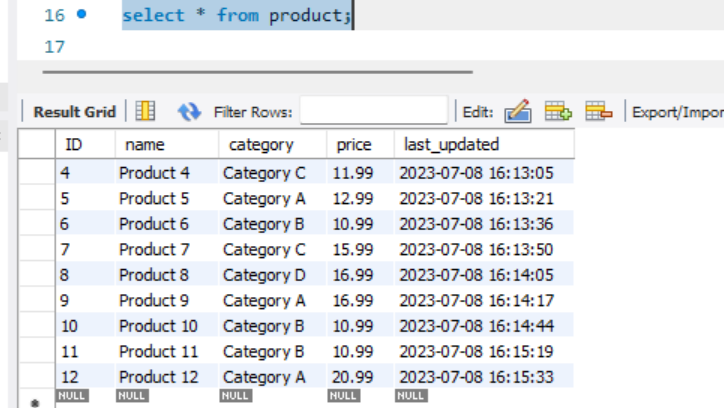 16 select * from product;
17
Result Grid Filter Rows: Edit: Export/Impor
ID name category price last_updated
4 Product 4 Category C 11.99 2023-07-08 16:13:05
5 Product 5 Category A 12.99 2023-07-08 16:13:21
6 Product 6 Category B 10.99 2023-07-08 16:13:36
7 Product 7 Category C 15.99 2023-07-08 16:13:50
8 Product 8 Category D 16.99 2023-07-08 16:14:05
9 Product 9 Category A 16.99 2023-07-08 16:14:17
10 Product 10 Category B 10.99 2023-07-08 16:14:44
11 Product 11 Category B 10.99 2023-07-08 16:15:19
12 Product 12 Category A 20.99 2023-07-08 16:15:33
NULL NULL NULL NULL NULL